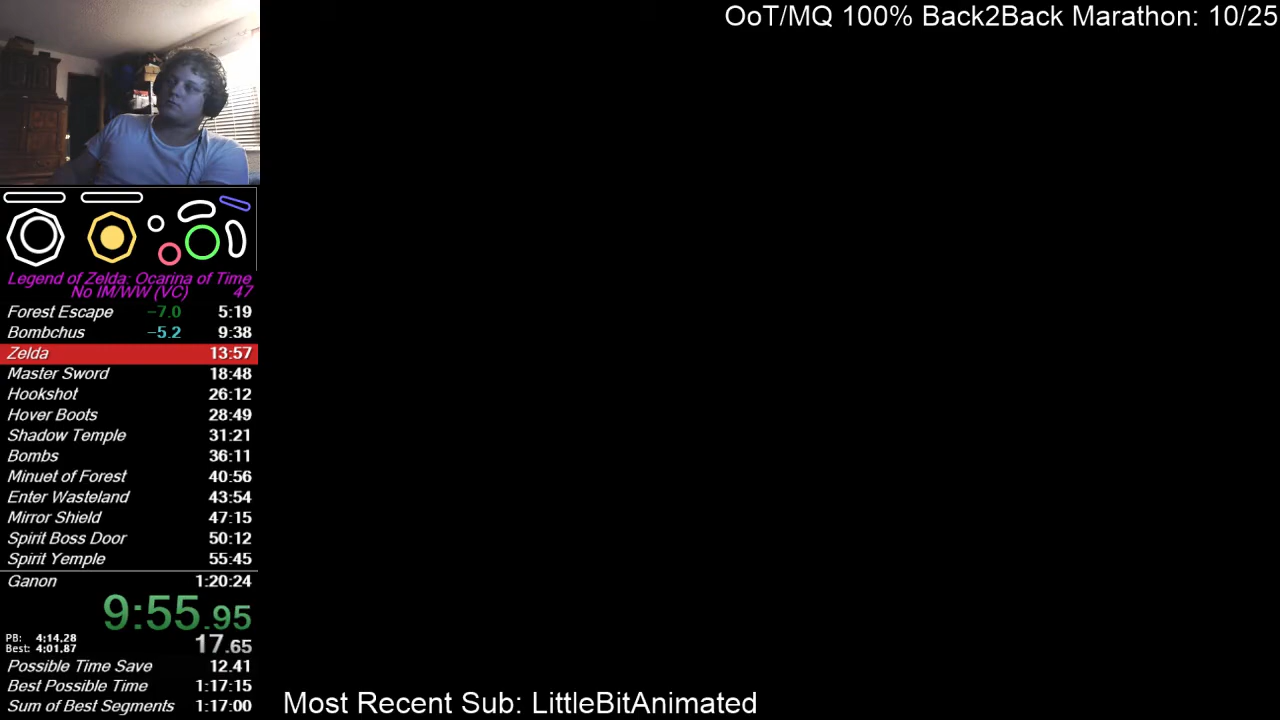 OoT/MQ 100% Back2Back Marathon: 10/25
Legend of Zelda: Ocarina of Time
No IM/WW (VC) 47
Forest Escape −7.0 5:19
Bombchus −5.2 9:38
Zelda 13:57
Master Sword 18:48
Hookshot 26:12
Hover Boots 28:49
Shadow Temple 31:21
Bombs 36:11
Minuet of Forest 40:56
Enter Wasteland 43:54
Mirror Shield 47:15
Spirit Boss Door 50:12
Spirit Yemple 55:45
Ganon 1:20:24
9:55.95
PB: 4:14.28
Best: 4:01.87
17.65
Possible Time Save 12.41
Best Possible Time 1:17:15
Sum of Best Segments 1:17:00
Most Recent Sub: LittleBitAnimated